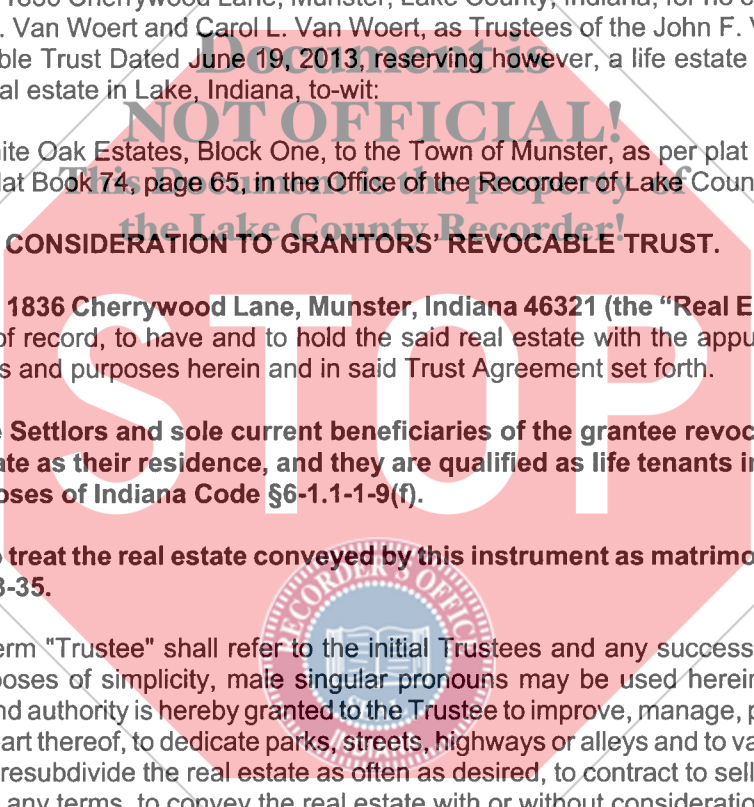 1836 Cherrywood Lane, Munster, Lake County, Indiana, for no
. Van Woert and Carol L. Van Woert, as Trustees of the John F. V
ble Trust Dated June 19, 2013, reserving however, a life estate
al estate in Lake, Indiana, to-wit:
Document is
NOT OFFICIAL!
This Document is the property of
the Lake County Recorder!
ite Oak Estates, Block One, to the Town of Munster, as per plat
lat Book 74, page 65, in the Office of the Recorder of Lake Coun
CONSIDERATION TO GRANTORS' REVOCABLE TRUST.
1836 Cherrywood Lane, Munster, Indiana 46321 (the "Real E
of record, to have and to hold the said real estate with the appu
s and purposes herein and in said Trust Agreement set forth.
STOP
e Settlors and sole current beneficiaries of the grantee revoc
ate as their residence, and they are qualified as life tenants in
oses of Indiana Code §6-1.1-1-9(f).
o treat the real estate conveyed by this instrument as matrimo
3-35.
RECORDER'S OFFICE
erm "Trustee" shall refer to the initial Trustees and any success
poses of simplicity, male singular pronouns may be used herein
nd authority is hereby granted to the Trustee to improve, manage, p
art thereof, to dedicate parks, streets, highways or alleys and to va
resubdivide the real estate as often as desired, to contract to sell
any terms, to convey the real estate with or without consideration